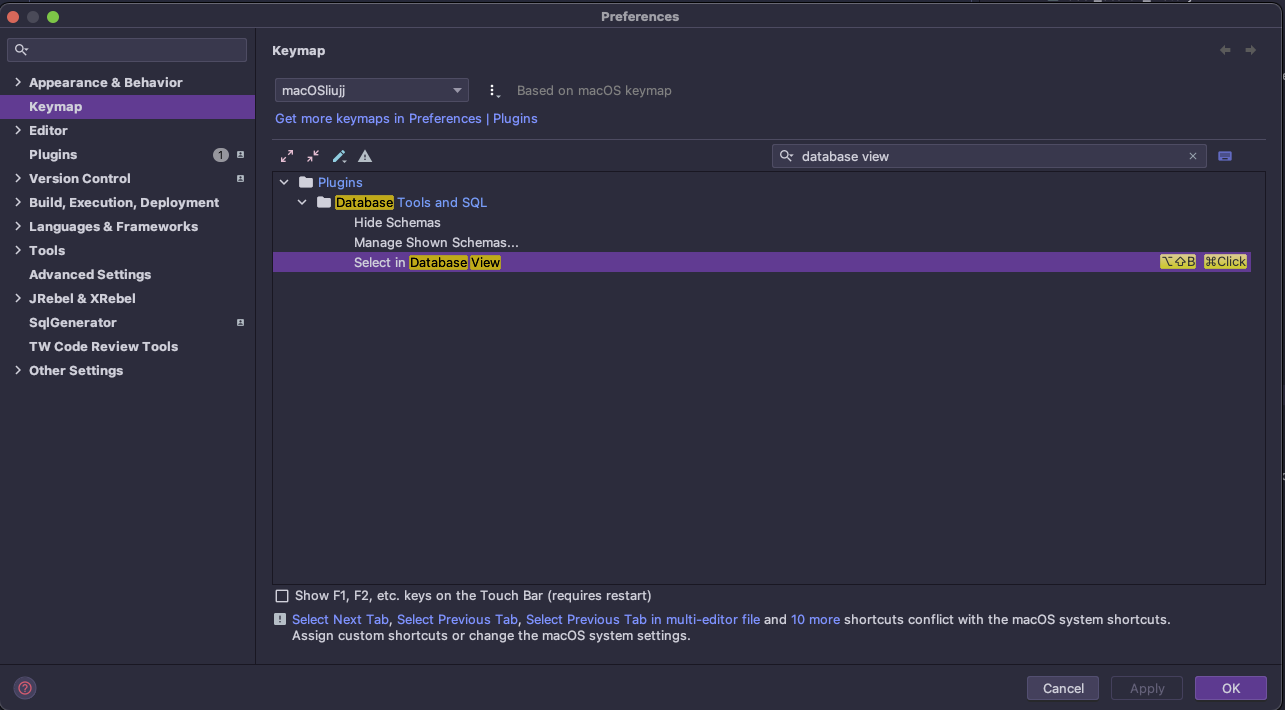 Preferences
Keymap
Appearance & Behavior
Keymap
Editor
Plugins 1
Version Control
Build, Execution, Deployment
Languages & Frameworks
Tools
Advanced Settings
JRebel & XRebel
SqlGenerator
TW Code Review Tools
Other Settings
macOSliujj
Based on macOS keymap
Get more keymaps in Preferences | Plugins
database view
Plugins
Database Tools and SQL
Hide Schemas
Manage Shown Schemas...
Select in Database View ⌥⇧B ⌘Click
Show F1, F2, etc. keys on the Touch Bar (requires restart)
Select Next Tab, Select Previous Tab, Select Previous Tab in multi-editor file and 10 more shortcuts conflict with the macOS system shortcuts.
Assign custom shortcuts or change the macOS system settings.
Cancel Apply OK